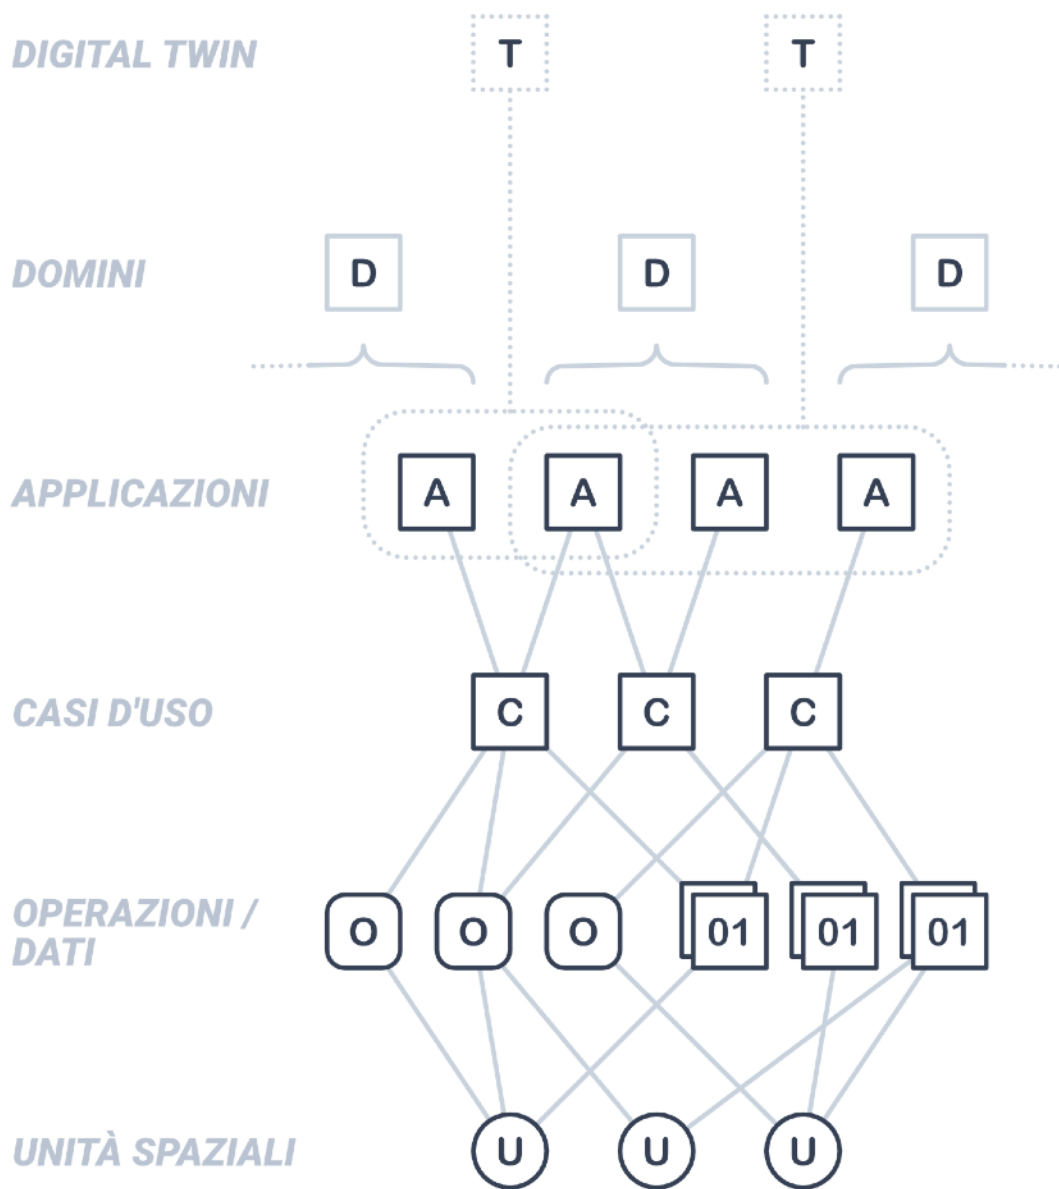 DIGITAL TWIN T T
DOMINI D D D
APPLICAZIONI A A A A
CASI D'USO C C C
OPERAZIONI /
DATI
O O O 01 01 01
UNITÀ SPAZIALI U U U